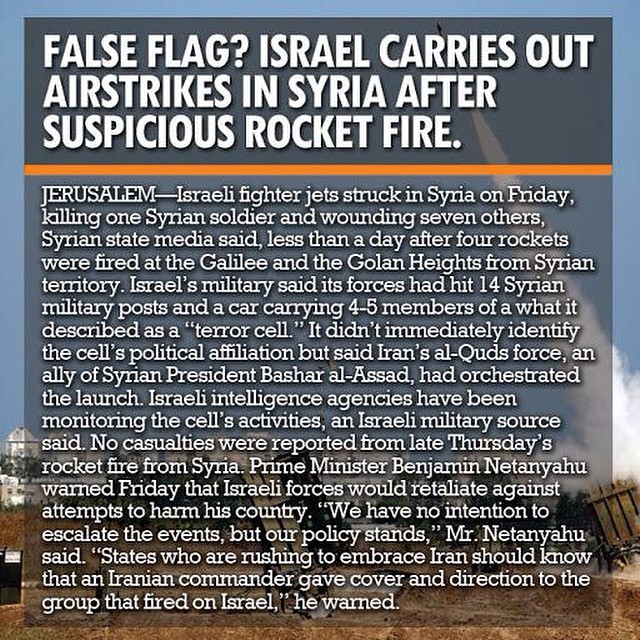 FALSE FLAG? ISRAEL CARRIES OUT
AIRSTRIKES IN SYRIA AFTER
SUSPICIOUS ROCKET FIRE.
JERUSALEM—Israeli fighter jets struck in Syria on Friday,
killing one Syrian soldier and wounding seven others,
Syrian state media said, less than a day after four rockets
were fired at the Galilee and the Golan Heights from Syrian
territory. Israel's military said its forces had hit 14 Syrian
military posts and a car carrying 4-5 members of a what it
described as a “terror cell.” It didn't immediately identify
the cell's political affiliation but said Iran's al-Quds force, an
ally of Syrian President Bashar al-Assad, had orchestrated
the launch. Israeli intelligence agencies have been
monitoring the cell's activities, an Israeli military source
said. No casualties were reported from late Thursday's
rocket fire from Syria. Prime Minister Benjamin Netanyahu
warned Friday that Israeli forces would retaliate against
attempts to harm his country. “We have no intention to
escalate the events, but our policy stands,” Mr. Netanyahu
said. “States who are rushing to embrace Iran should know
that an Iranian commander gave cover and direction to the
group that fired on Israel,” he warned.